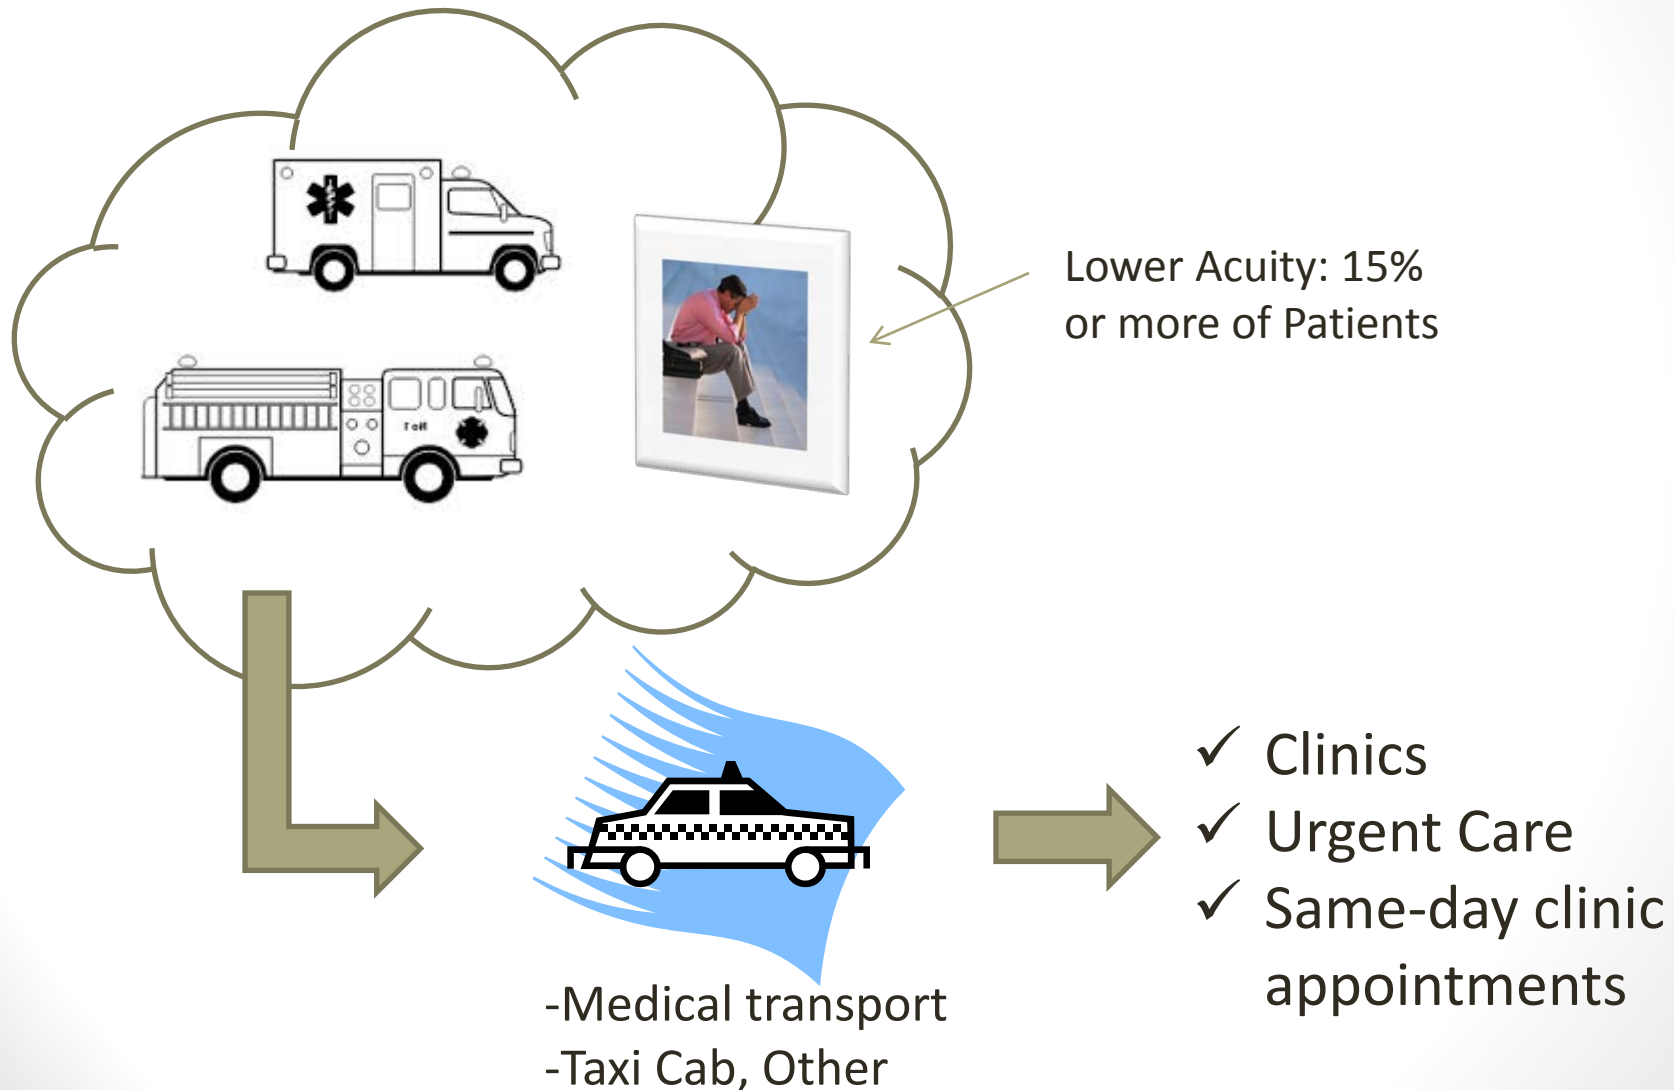 Lower Acuity: 15%
or more of Patients
✓ Clinics
✓ Urgent Care
✓ Same-day clinic
appointments
-Medical transport
-Taxi Cab, Other